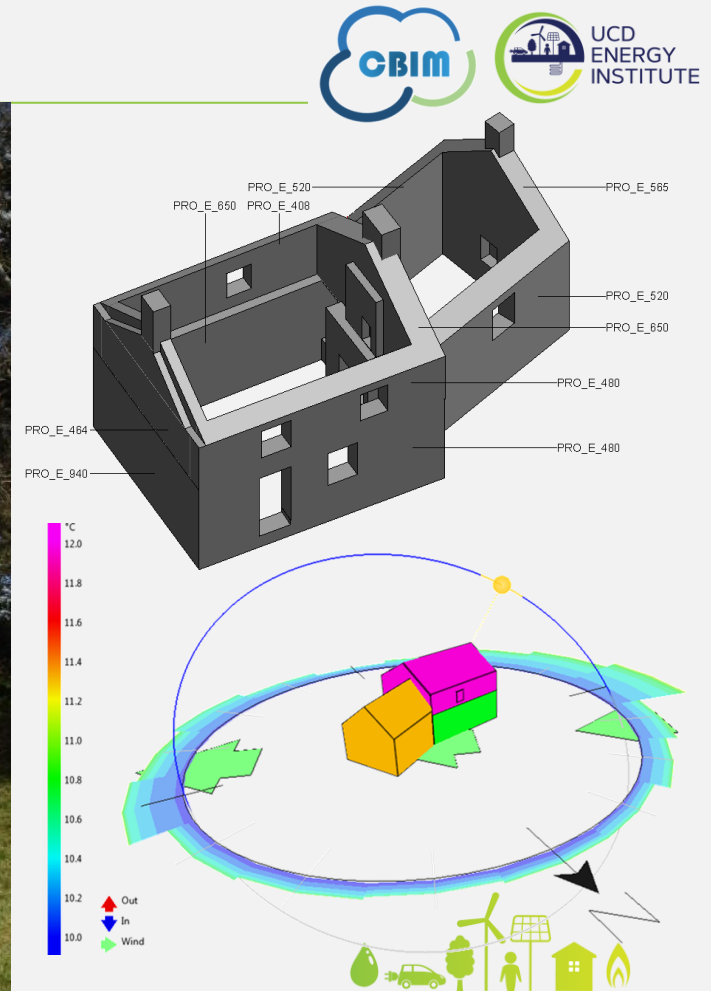 CBIM
UCD
ENERGY
INSTITUTE
PRO_E_520
PRO_E_565
PRO_E_650
PRO_E_408
PRO_E_520
PRO_E_650
PRO_E_480
PRO_E_464
PRO_E_480
PRO_E_940
°C
12.0
11.8
11.6
11.4
11.2
11.0
10.8
10.6
10.4
10.2
10.0
Out
In
Wind
N